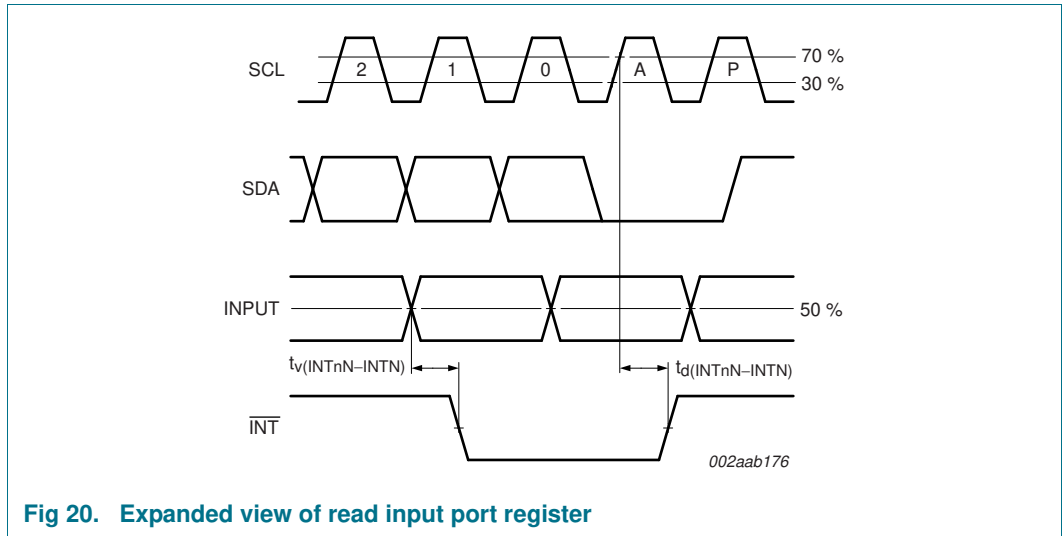 SCL 2 1 0 A P 70 %
30 %
SDA
INPUT 50 %
tv(INTnN–INTN) td(INTnN–INTN)
INT
002aab176
Fig 20. Expanded view of read input port register